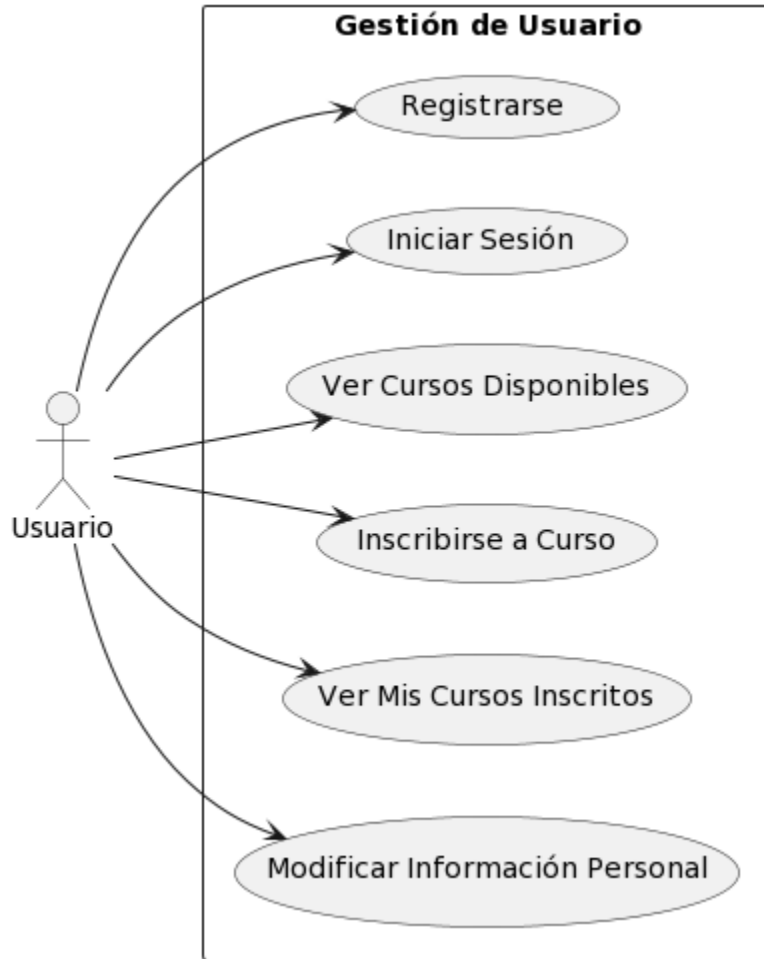 Gestión de Usuario
Registrarse
Iniciar Sesión
Ver Cursos Disponibles
Usuario
Inscribirse a Curso
Ver Mis Cursos Inscritos
Modificar Información Personal